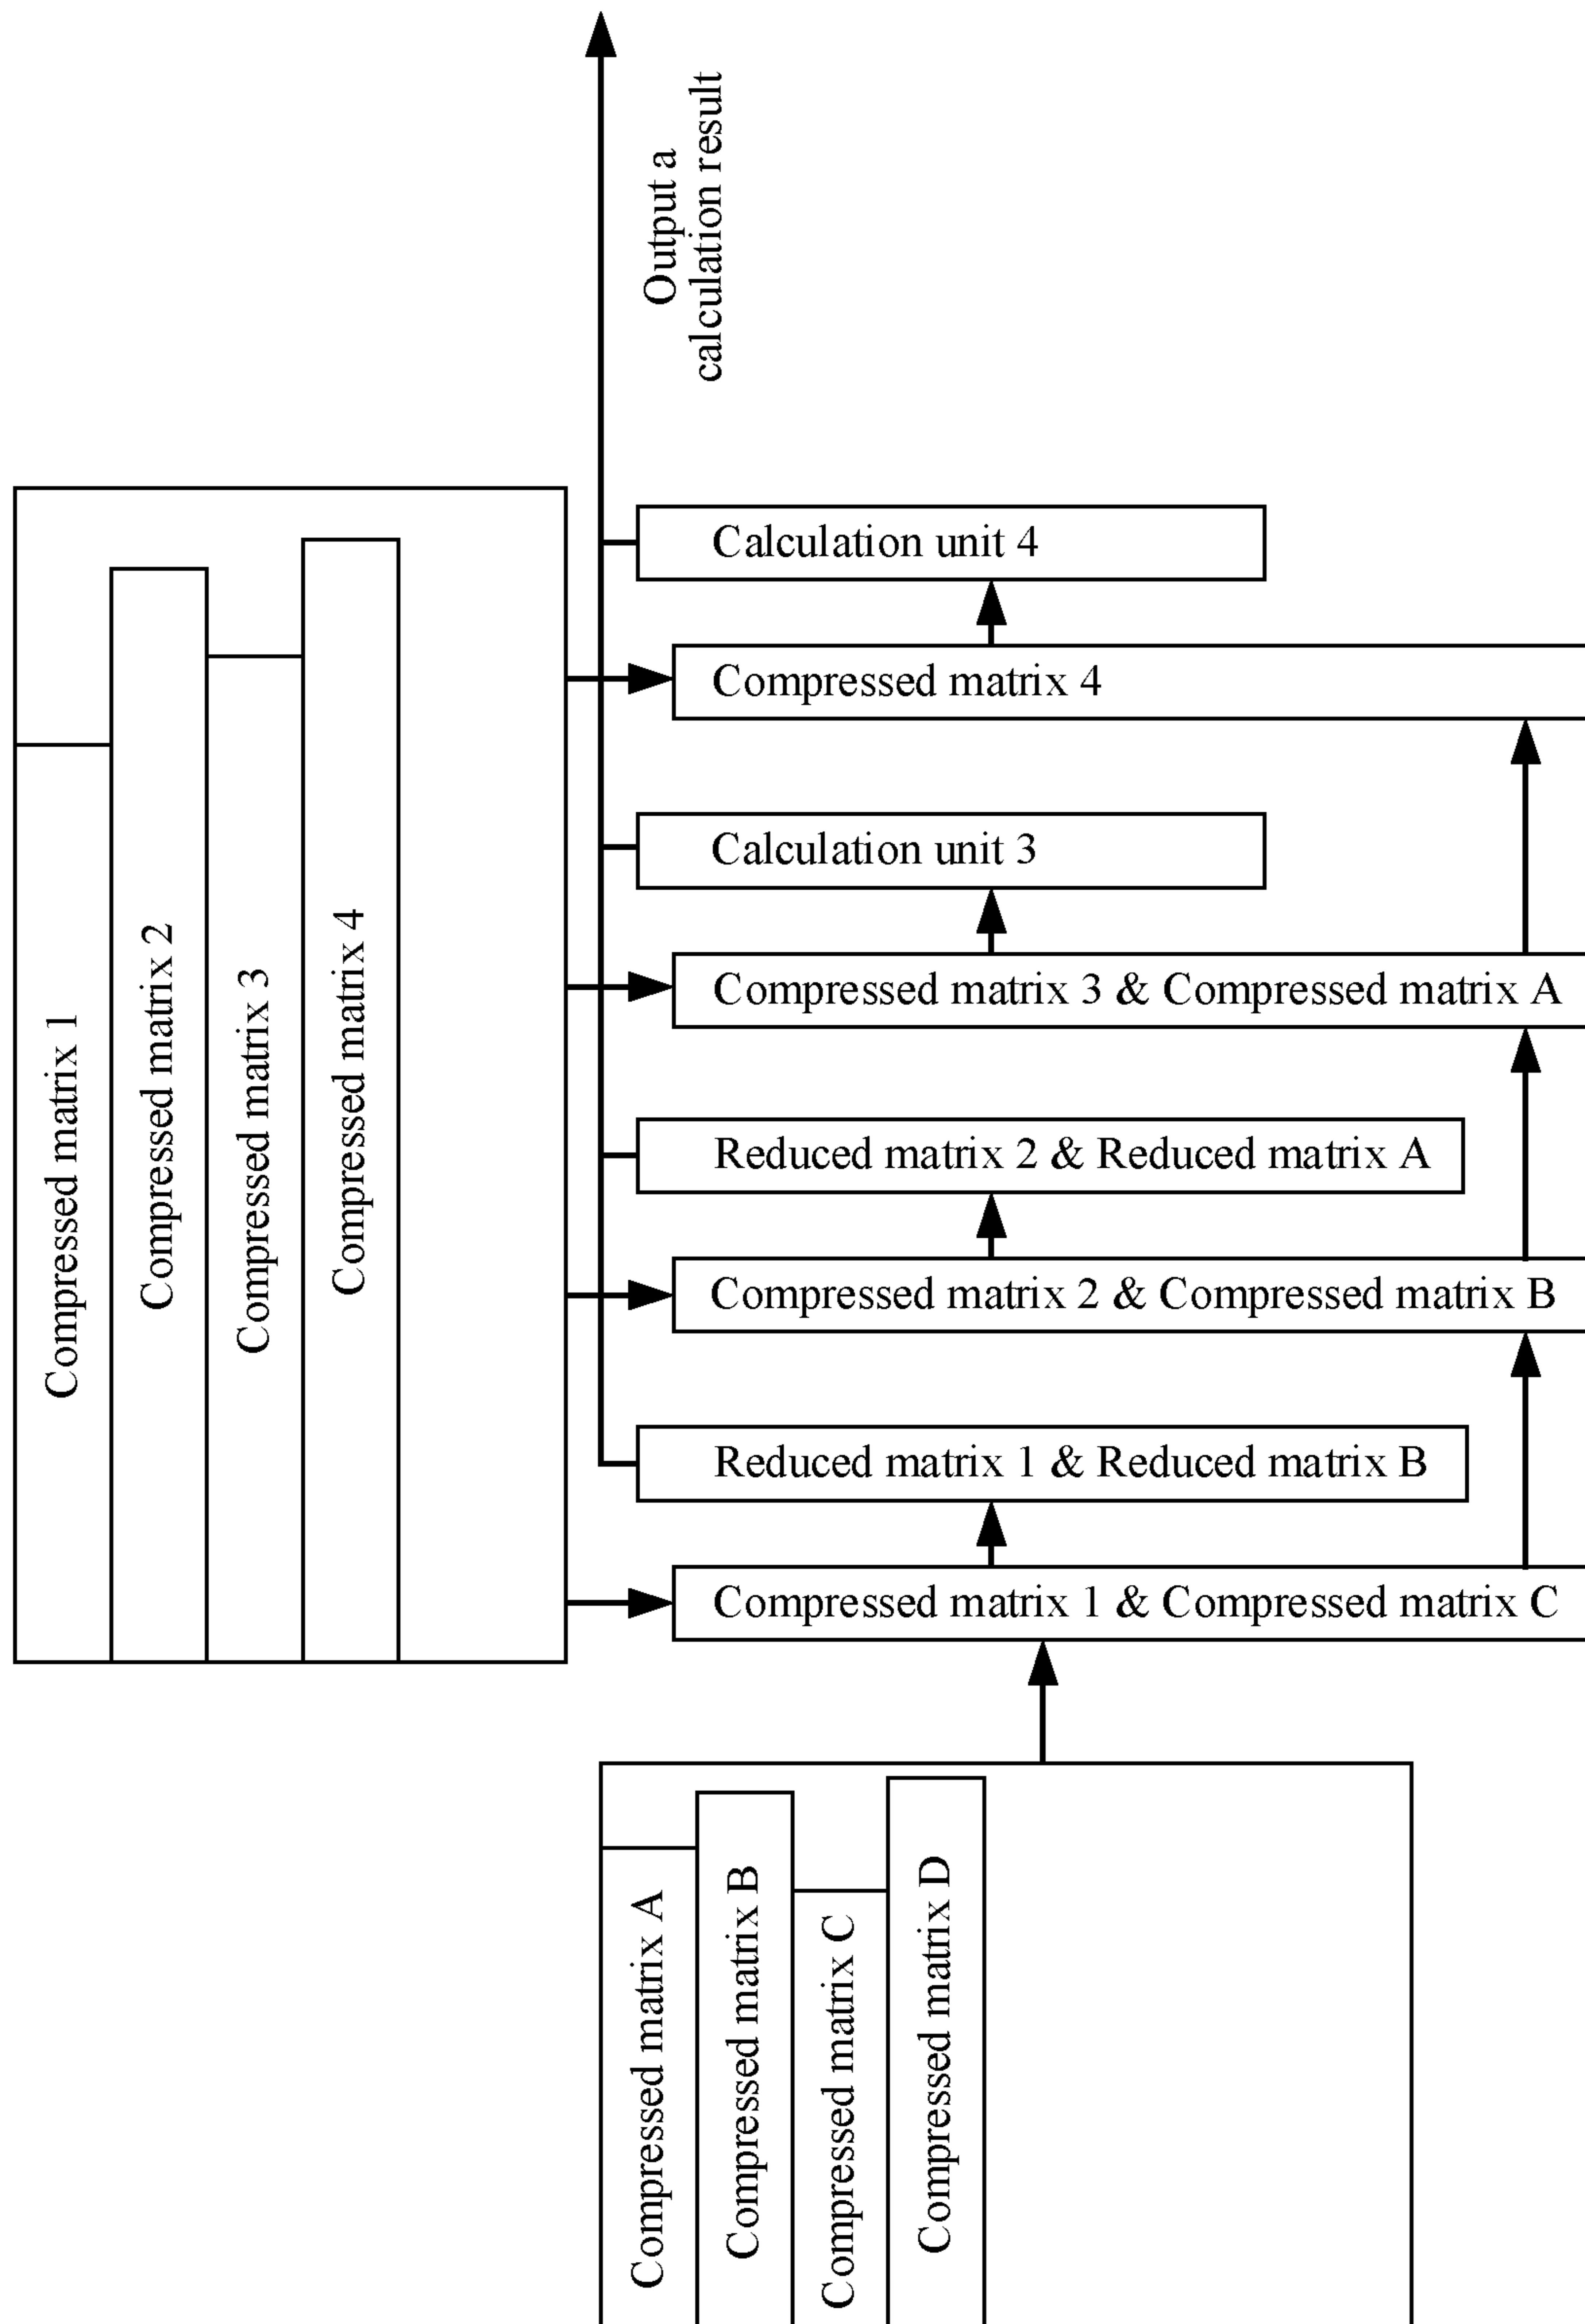 Output a
calculation result
Calculation unit 4
Compressed matrix 4
Calculation unit 3
Compressed matrix 3 & Compressed matrix A
Reduced matrix 2 & Reduced matrix A
Compressed matrix 2 & Compressed matrix B
Reduced matrix 1 & Reduced matrix B
Compressed matrix 1 & Compressed matrix C
Compressed matrix 1
Compressed matrix 2
Compressed matrix 3
Compressed matrix 4
Compressed matrix A
Compressed matrix B
Compressed matrix C
Compressed matrix D